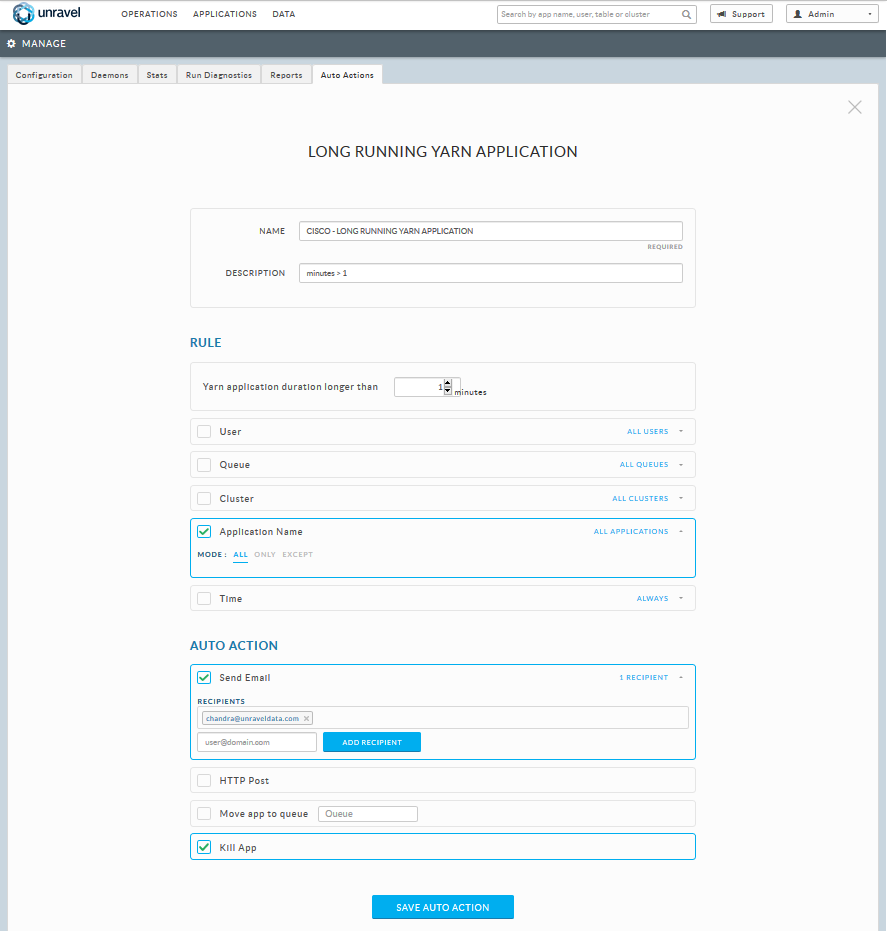 unravel OPERATIONS APPLICATIONS DATA Search by app name, user, table or cluster Support Admin
MANAGE
Configuration Daemons Stats Run Diagnostics Reports Auto Actions
LONG RUNNING YARN APPLICATION
NAME CISCO - LONG RUNNING YARN APPLICATION
REQUIRED
DESCRIPTION minutes > 1
RULE
Yarn application duration longer than 1 minutes
User ALL USERS
Queue ALL QUEUES
Cluster ALL CLUSTERS
Application Name ALL APPLICATIONS
MODE : ALL ONLY EXCEPT
Time ALWAYS
AUTO ACTION
Send Email 1 RECIPIENT
RECIPIENTS
chandra@unraveldata.com ×
user@domain.com ADD RECIPIENT
HTTP Post
Move app to queue Queue
Kill App
SAVE AUTO ACTION